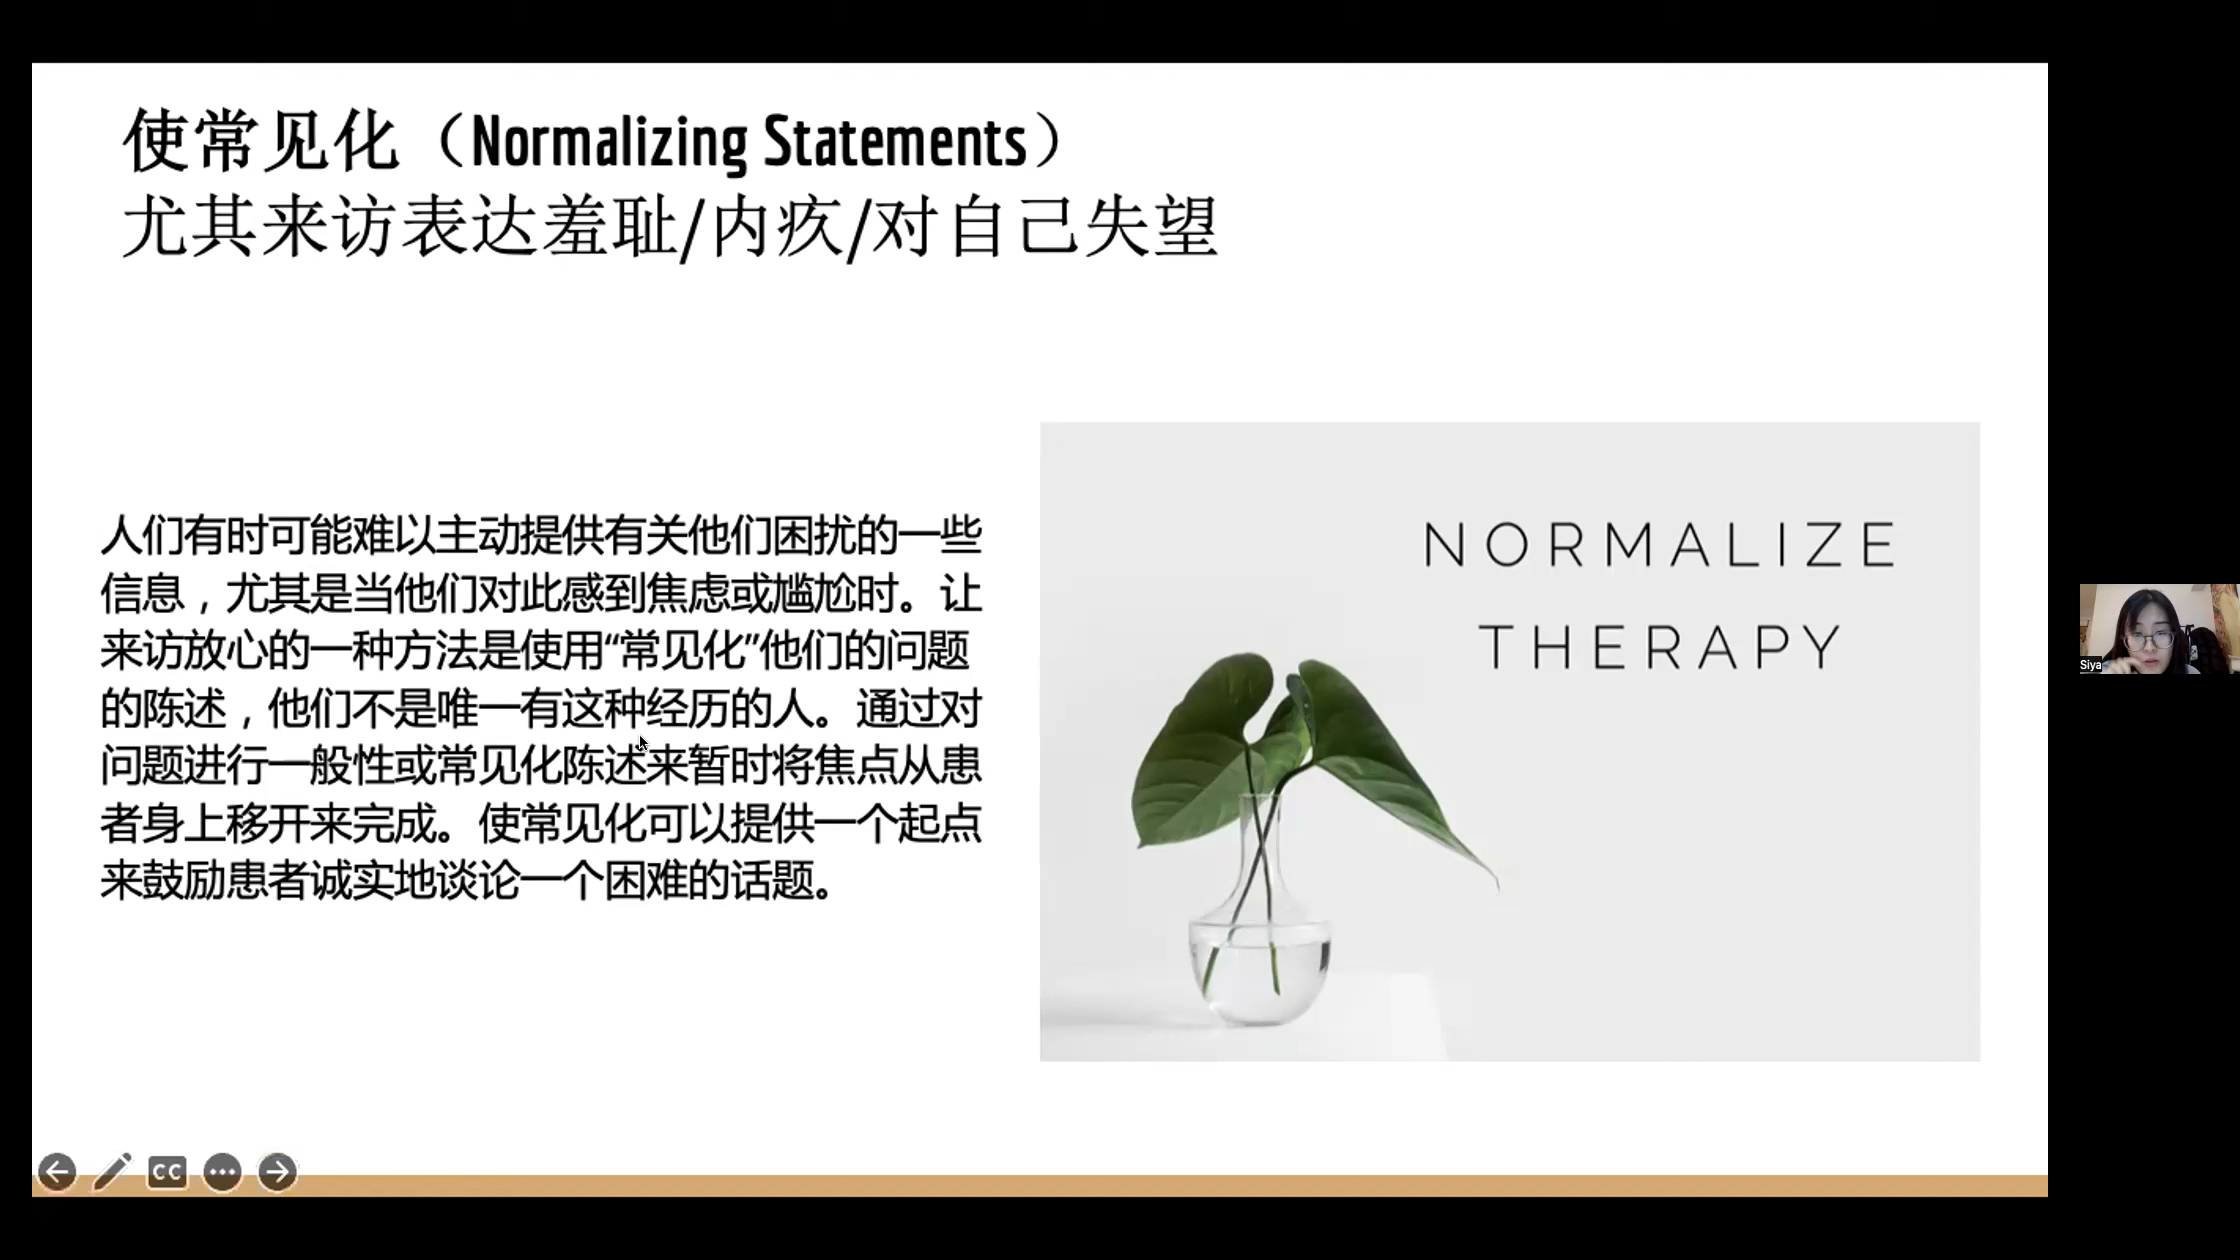 使常见化（Normalizing Statements）
尤其来访表达羞耻/内疚/对自己失望
人们有时可能难以主动提供有关他们困扰的一些
信息，尤其是当他们对此感到焦虑或尴尬时。让
来访放心的一种方法是使用“常见化”他们的问题
的陈述，他们不是唯一有这种经历的人。通过对
问题进行一般性或常见化陈述来暂时将焦点从患
者身上移开来完成。使常见化可以提供一个起点
来鼓励患者诚实地谈论一个困难的话题。
NORMALIZE
THERAPY
Siya
CC